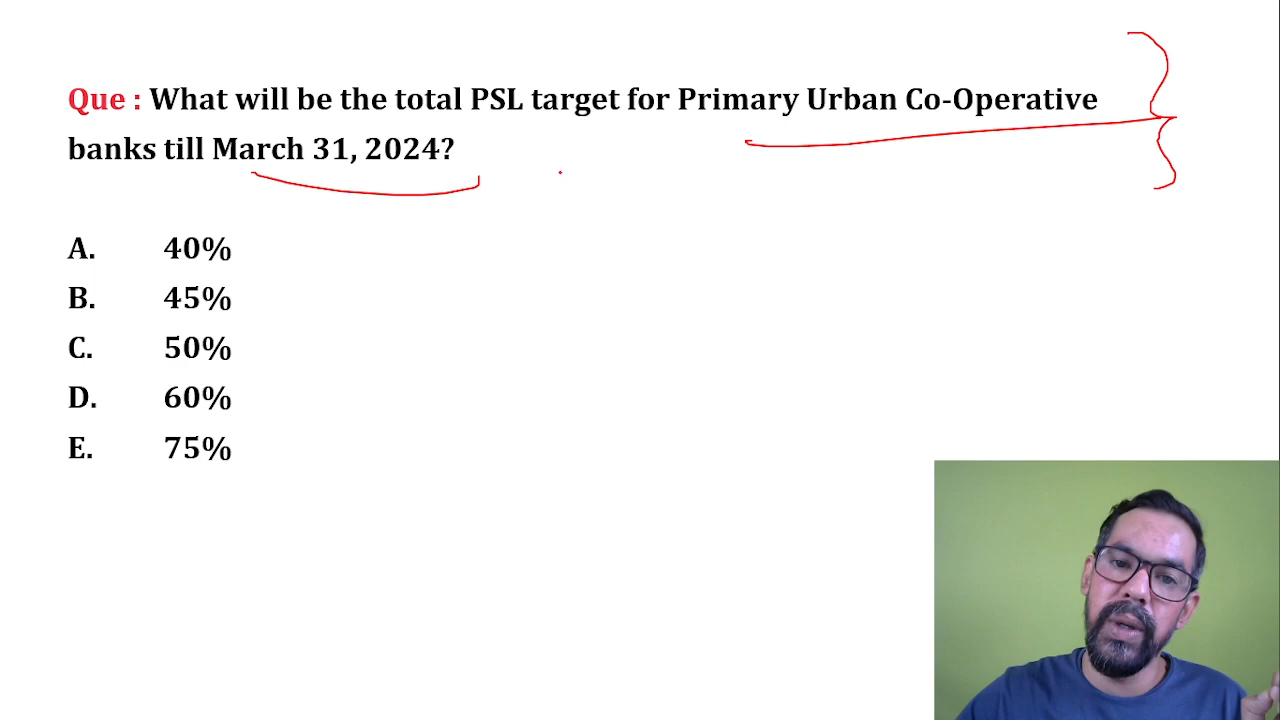 Que : What will be the total PSL target for Primary Urban Co-Operative
banks till March 31, 2024?
A. 40%
B. 45%
C. 50%
D. 60%
E. 75%